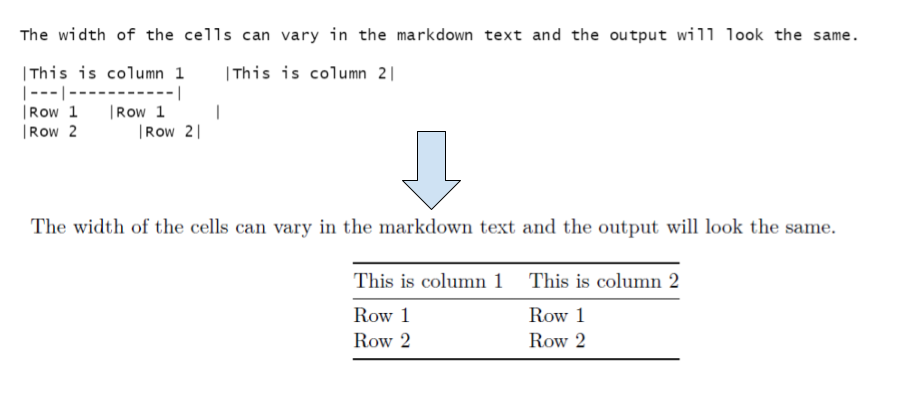 The width of the cells can vary in the markdown text and the output will look the same.
|This is column 1    |This is column 2|
|---|-----------|
|Row 1   |Row 1     |
|Row 2      |Row 2|
The width of the cells can vary in the markdown text and the output will look the same.
This is column 1 This is column 2
Row 1 Row 1
Row 2 Row 2